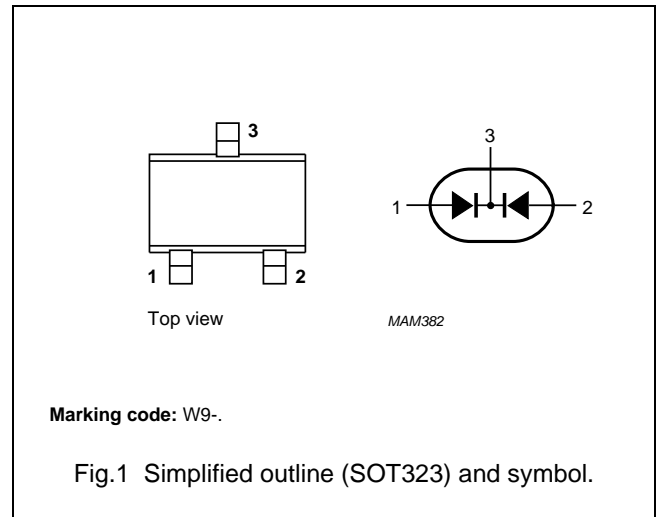 3
1 2
Top view
3
1 2
MAM382
Marking code: W9-.
Fig.1 Simplified outline (SOT323) and symbol.